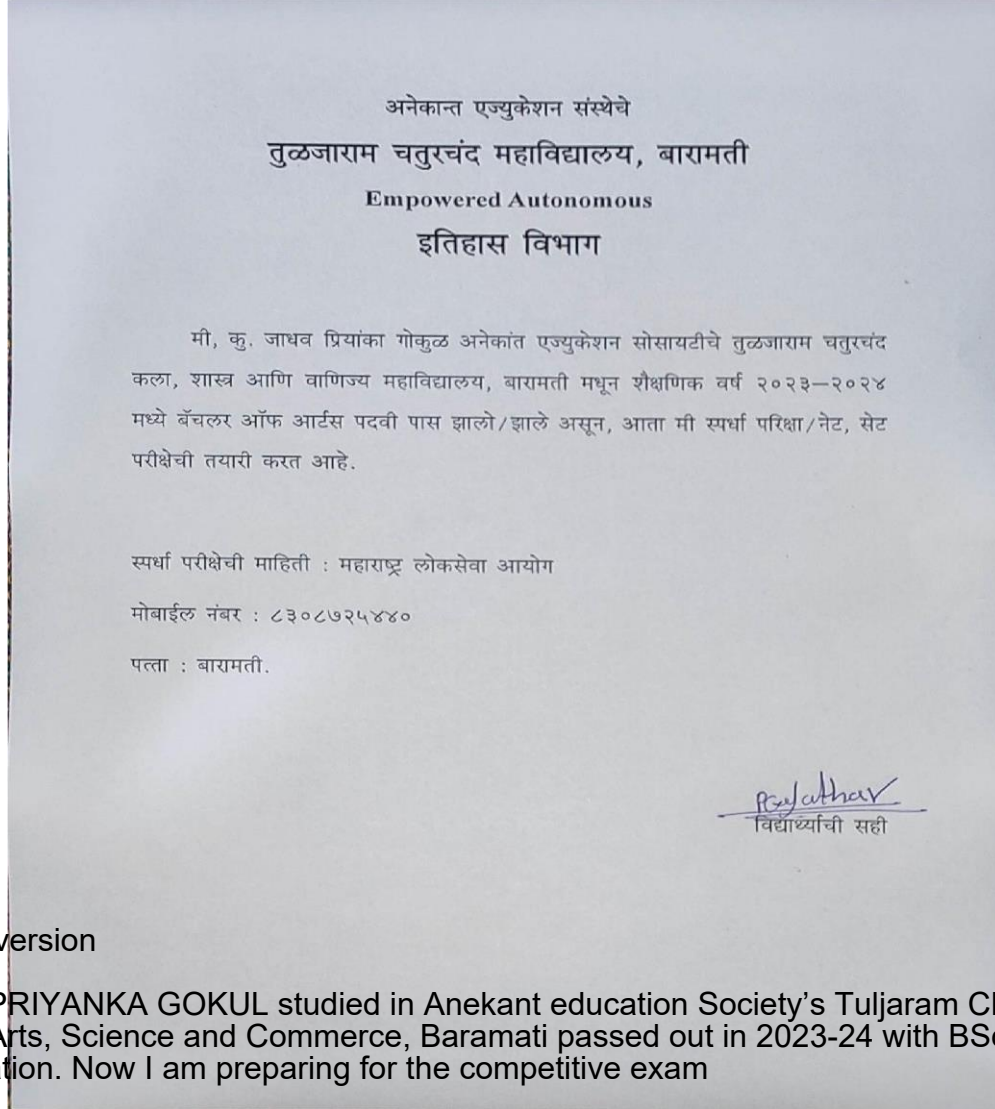 अनेकान्त एज्युकेशन संस्थेचे
तुळजाराम चतुरचंद महाविद्यालय, बारामती
Empowered Autonomous
इतिहास विभाग
मी, कु. जाधव प्रियांका गोकुळ अनेकांत एज्युकेशन सोसायटीचे तुळजाराम चतुरचंद
कला, शास्त्र आणि वाणिज्य महाविद्यालय, बारामती मधून शैक्षणिक वर्ष २०२३–२०२४
मध्ये बॅचलर ऑफ आर्टस पदवी पास झालो/झाले असून, आता मी स्पर्धा परिक्षा/नेट, सेट
परीक्षेची तयारी करत आहे.
स्पर्धा परीक्षेची माहिती : महाराष्ट्र लोकसेवा आयोग
मोबाईल नंबर : ८३०८७२५४४०
पत्ता : बारामती.
विद्यार्थ्याची सही
version
PRIYANKA GOKUL studied in Anekant education Society's Tuljaram
Arts, Science and Commerce, Baramati passed out in 2023-24 with
Now I am preparing for the competitive exam